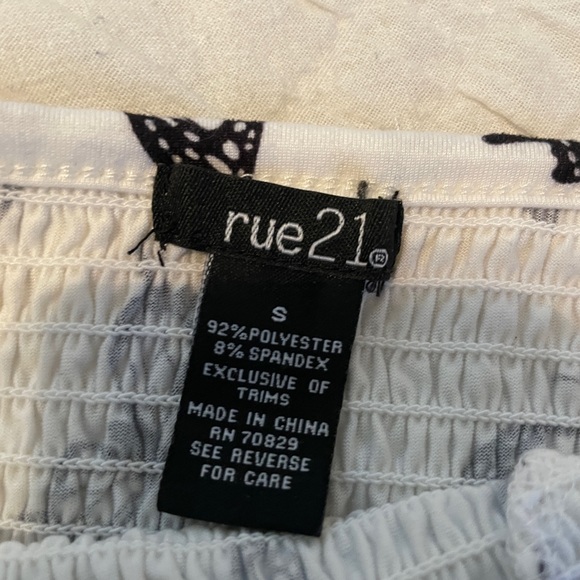 rue21®
S
92%POLYESTER
8% SPANDEX
EXCLUSIVE OF
TRIMS
MADE IN CHINA
RN 70829
SEE REVERSE
FOR CARE